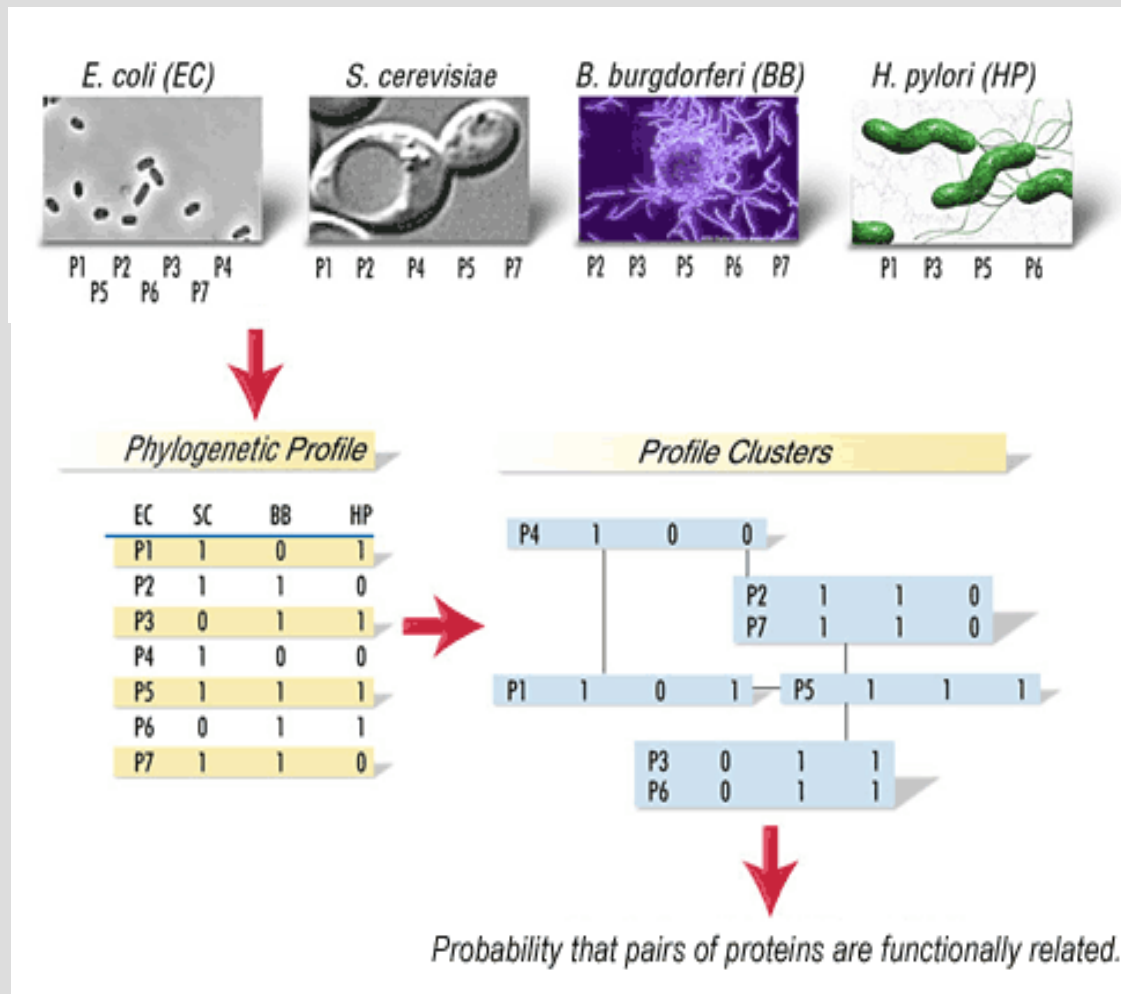 E. coli (EC)
S. cerevisiae
B. burgdorferi (BB)
H. pylori (HP)
P1 P2 P3 P4
P5 P6 P7
P1 P2 P4 P5 P7
P2 P3 P5 P6 P7
P1 P3 P5 P6
Phylogenetic Profile
EC SC BB HP
P1 1 0 1
P2 1 1 0
P3 0 1 1
P4 1 0 0
P5 1 1 1
P6 0 1 1
P7 1 1 0
Profile Clusters
P4 1 0 0
P2 1 1 0
P7 1 1 0
P1 1 0 1
P5 1 1 1
P3 0 1 1
P6 0 1 1
Probability that pairs of proteins are functionally related.